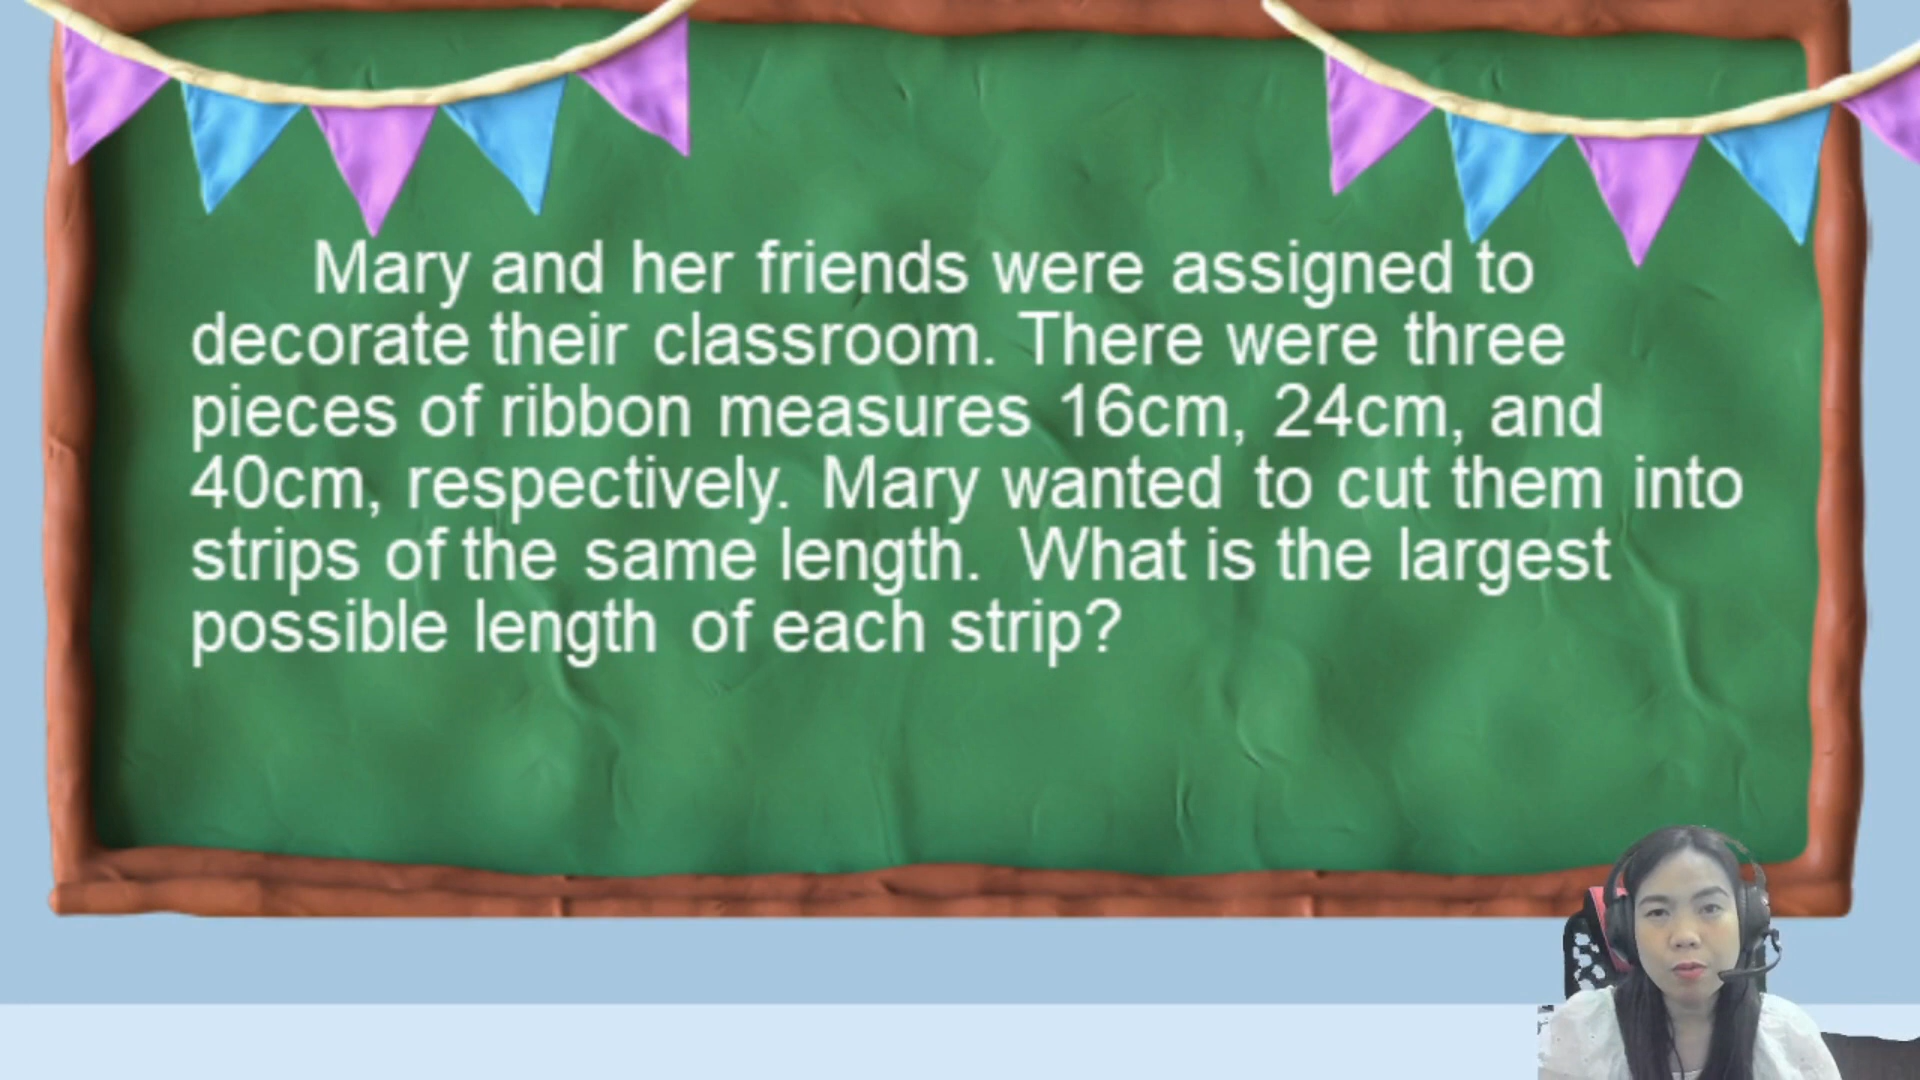 Mary and her friends were assigned to
decorate their classroom. There were three
pieces of ribbon measures 16cm, 24cm, and
40cm, respectively. Mary wanted to cut them into
strips of the same length. What is the largest
possible length of each strip?